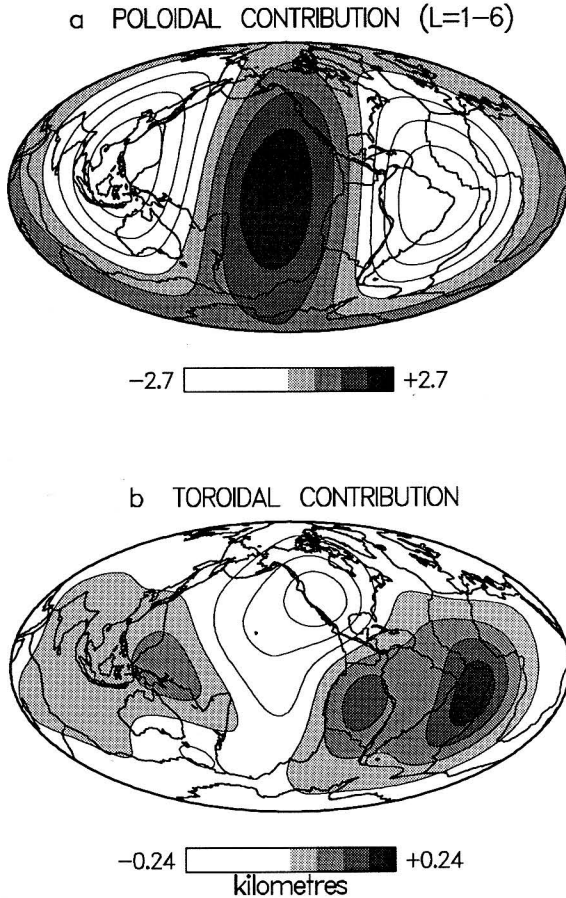 a POLOIDAL CONTRIBUTION (L=1-6)
-2.7 +2.7
b TOROIDAL CONTRIBUTION
-0.24 +0.24
kilometres